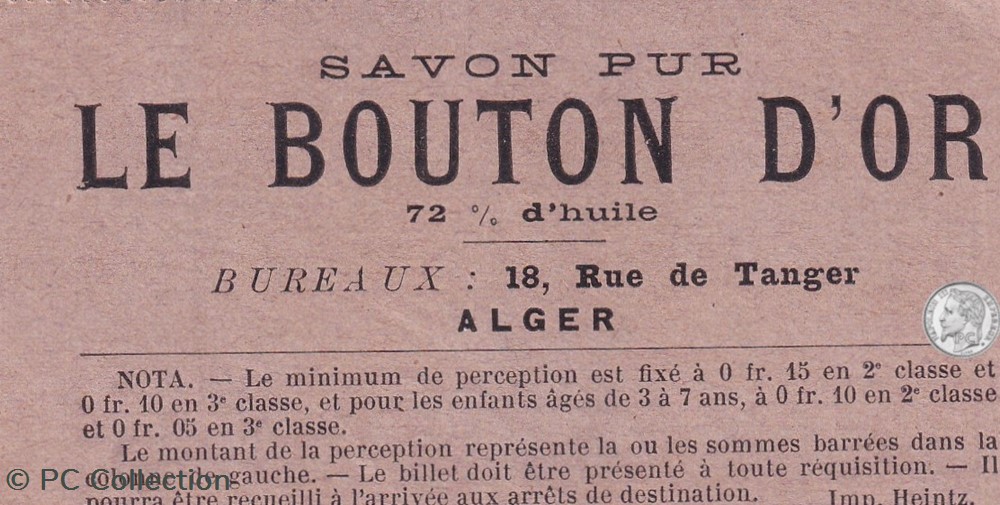 SAVON PUR
LE BOUTON D'OR
72 % d'huile
BUREAUX : 18, Rue de Tanger
ALGER
NOTA. — Le minimum de perception est fixé à 0 fr. 15 en 2e classe et
0 fr. 10 en 3e classe, et pour les enfants âgés de 3 à 7 ans, à 0 fr. 10 en 2e classe
et 0 fr. 05 en 3e classe.
Le montant de la perception représente la ou les sommes barrées dans la
colonne de gauche. — Le billet doit être présenté à toute réquisition. — Il
pourra être recueilli à l'arrivée aux arrêts de destination. Imp. Heintz.
© PC Collection
PC